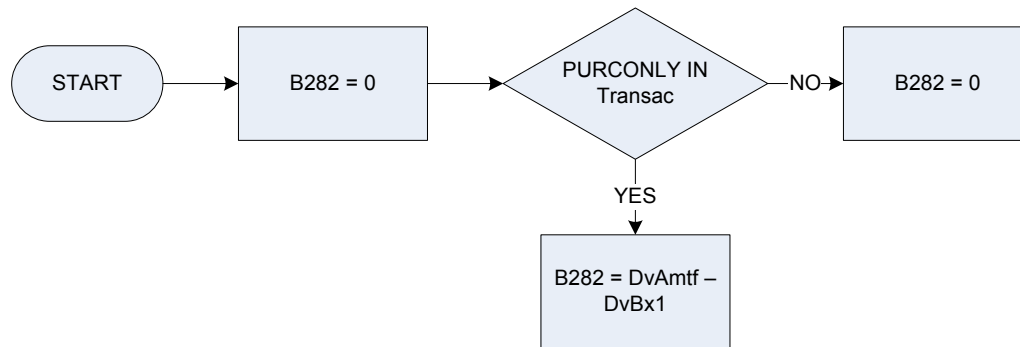 START
B282 = 0
PURCONLY IN
Transac
NO
B282 = 0
YES
B282 = DvAmtf –
DvBx1